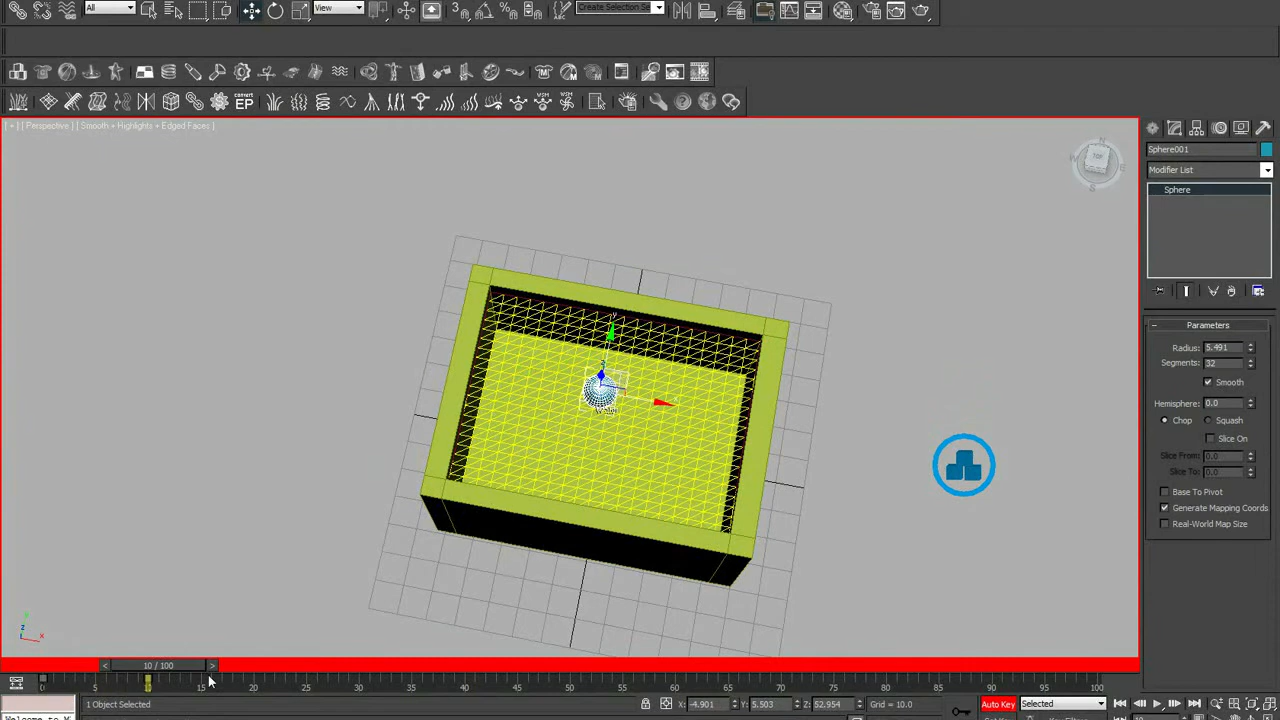 All
View
3
Create Selection Se
convert
EP
[ + ] [ Perspective ] [ Smooth + Highlights + Edged Faces ]
TOP
Sphere001
Modifier List
Sphere
Parameters
Radius: 5.491
Segments: 32
Smooth
Hemisphere: 0.0
Chop Squash
Slice On
Slice From: 0.0
Slice To: 0.0
Base To Pivot
Generate Mapping Coords
Real-World Map Size
< 10 / 100 >
0 5 10 15 20 25 30 35 40 45 50 55 60 65 70 75 80 85 90 95 100
1 Object Selected X: -4.901 Y: 5.503 Z: 52.954 Grid = 10.0 Auto Key Selected